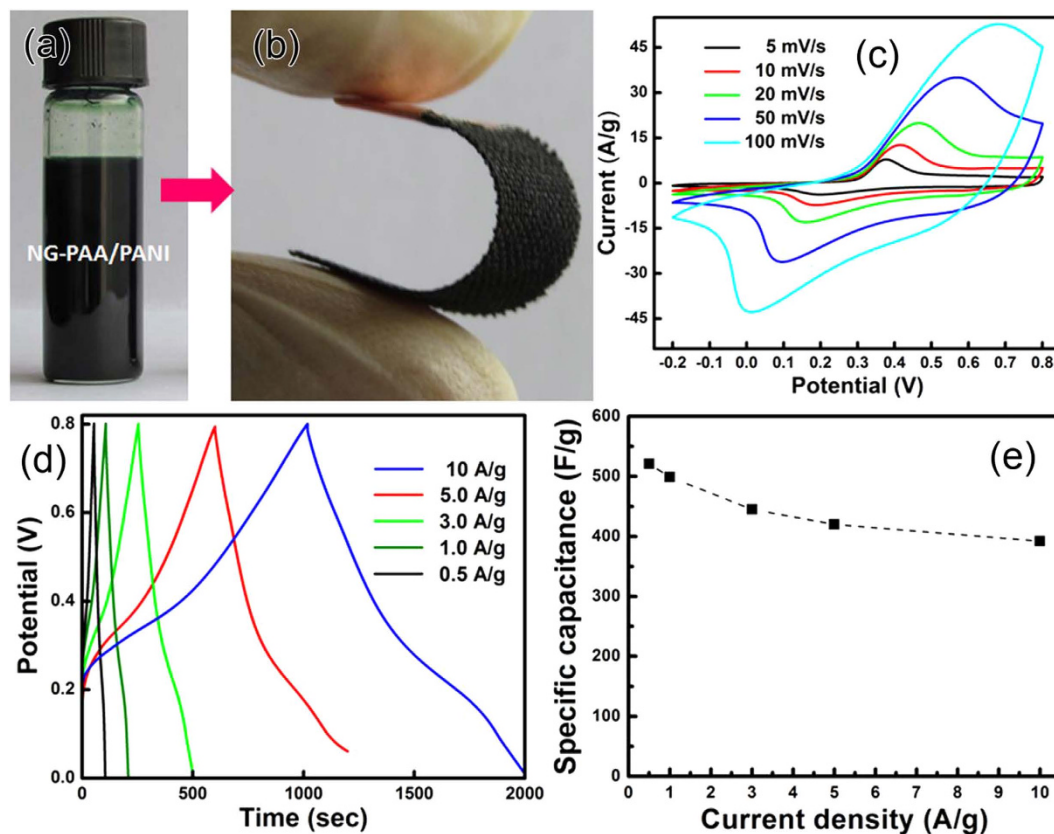 (a)
NG-PAA/PANI
(b)
(c)
5 mV/s
10 mV/s
20 mV/s
50 mV/s
100 mV/s
45
30
15
0
-15
-30
-45
Current (A/g)
-0.2 -0.1 0.0 0.1 0.2 0.3 0.4 0.5 0.6 0.7 0.8
Potential (V)
(d)
10 A/g
5.0 A/g
3.0 A/g
1.0 A/g
0.5 A/g
0.8
0.6
0.4
0.2
0.0
Potential (V)
0 500 1000 1500 2000
Time (sec)
(e)
600
500
400
300
200
100
0
Specific capacitance (F/g)
0 1 2 3 4 5 6 7 8 9 10
Current density (A/g)